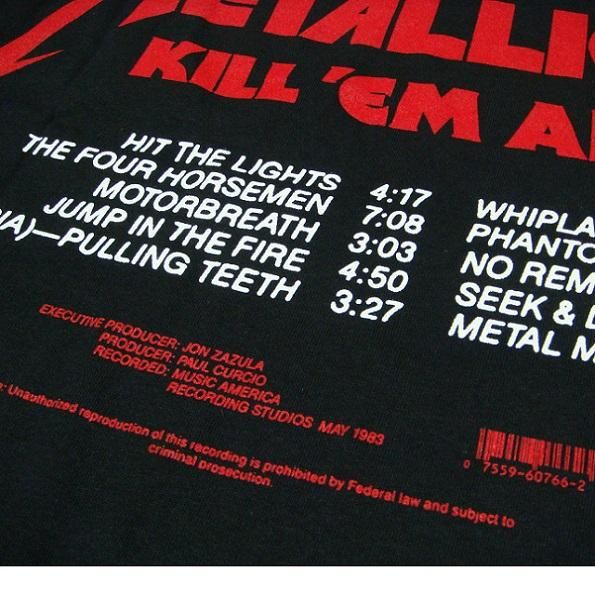 METALLIC
KILL 'EM AL
HIT THE LIGHTS 4:17
THE FOUR HORSEMEN 7:08
MOTORBREATH 3:03
JUMP IN THE FIRE 4:50
IA)—PULLING TEETH 3:27
WHIPLA
PHANTO
NO REM
SEEK & D
METAL M
EXECUTIVE PRODUCER: JON ZAZULA
PRODUCER: PAUL CURCIO
RECORDED: MUSIC AMERICA
RECORDING STUDIOS MAY 1983
: Unauthorized reproduction of this recording is prohibited by Federal law and subject to
criminal prosecution.
0 7559-60766-2